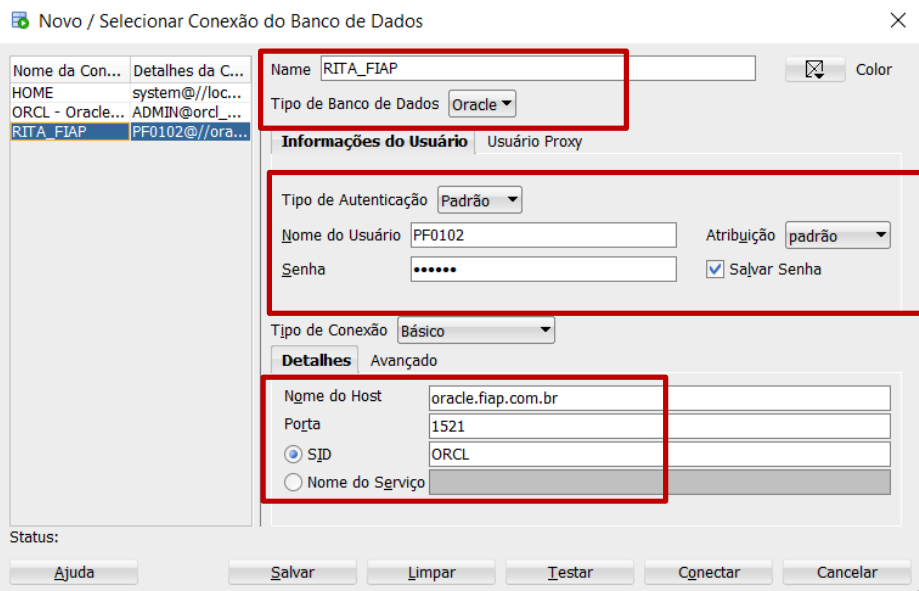 Novo / Selecionar Conexão do Banco de Dados
Nome da Con... Detalhes da C...
HOME system@//loc...
ORCL - Oracle... ADMIN@orcl_...
RITA_FIAP PF0102@//ora...
Name RITA_FIAP Color
Tipo de Banco de Dados Oracle
Informações do Usuário Usuário Proxy
Tipo de Autenticação Padrão
Nome do Usuário PF0102 Atribuição padrão
Senha •••••• Salvar Senha
Tipo de Conexão Básico
Detalhes Avançado
Nome do Host oracle.fiap.com.br
Porta 1521
SID ORCL
Nome do Serviço
Status:
Ajuda Salvar Limpar Testar Conectar Cancelar